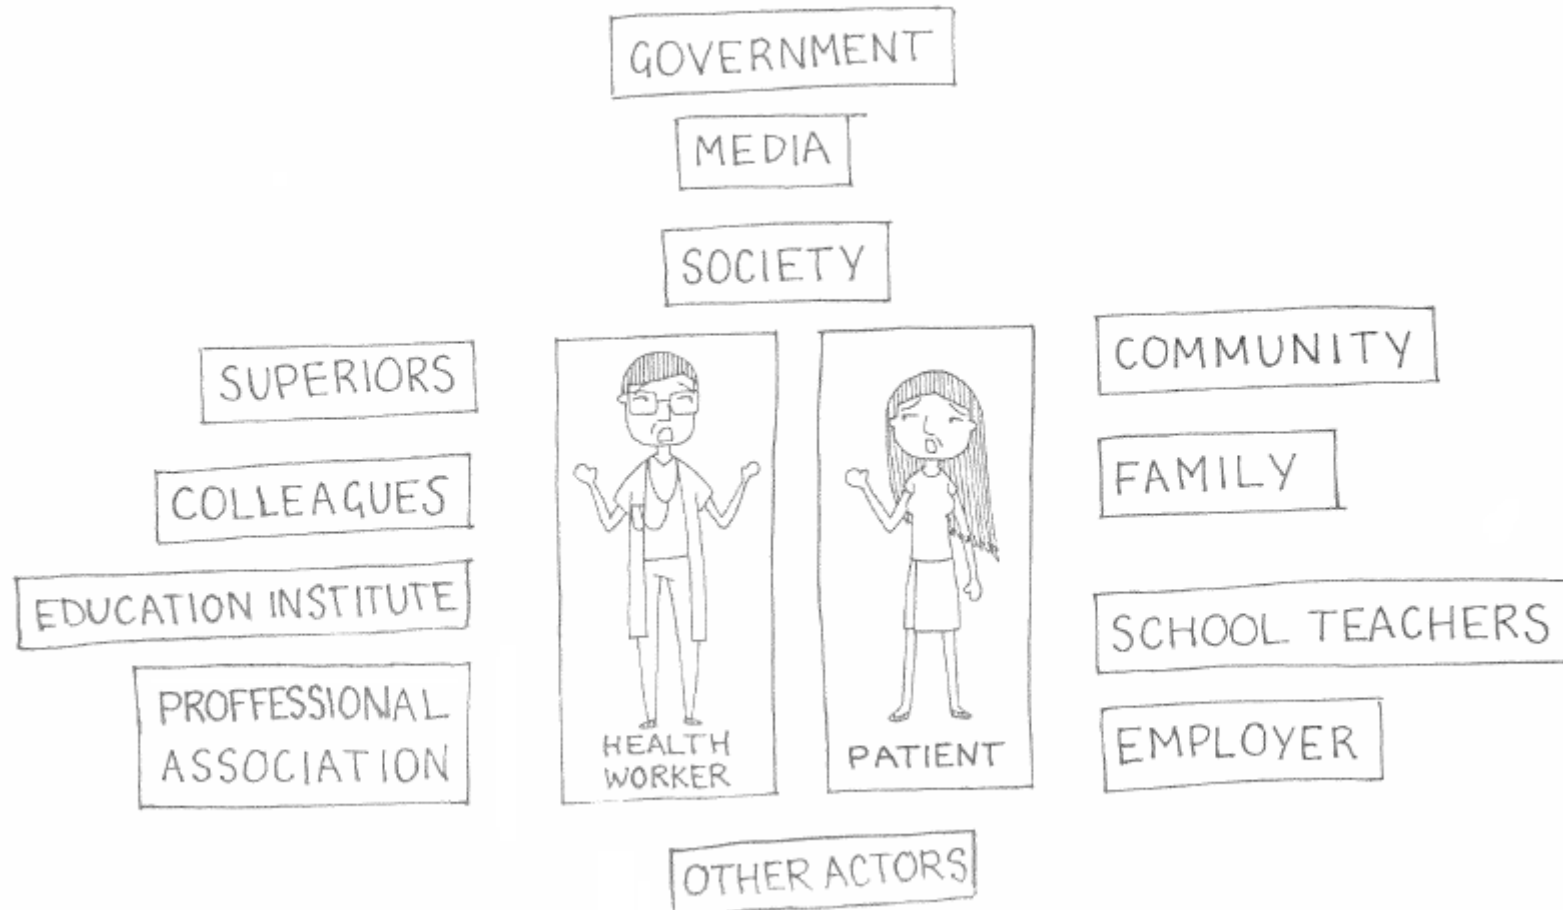 GOVERNMENT
MEDIA
SOCIETY
SUPERIORS
COLLEAGUES
EDUCATION INSTITUTE
PROFFESSIONAL
ASSOCIATION
HEALTH
WORKER
PATIENT
COMMUNITY
FAMILY
SCHOOL TEACHERS
EMPLOYER
OTHER ACTORS